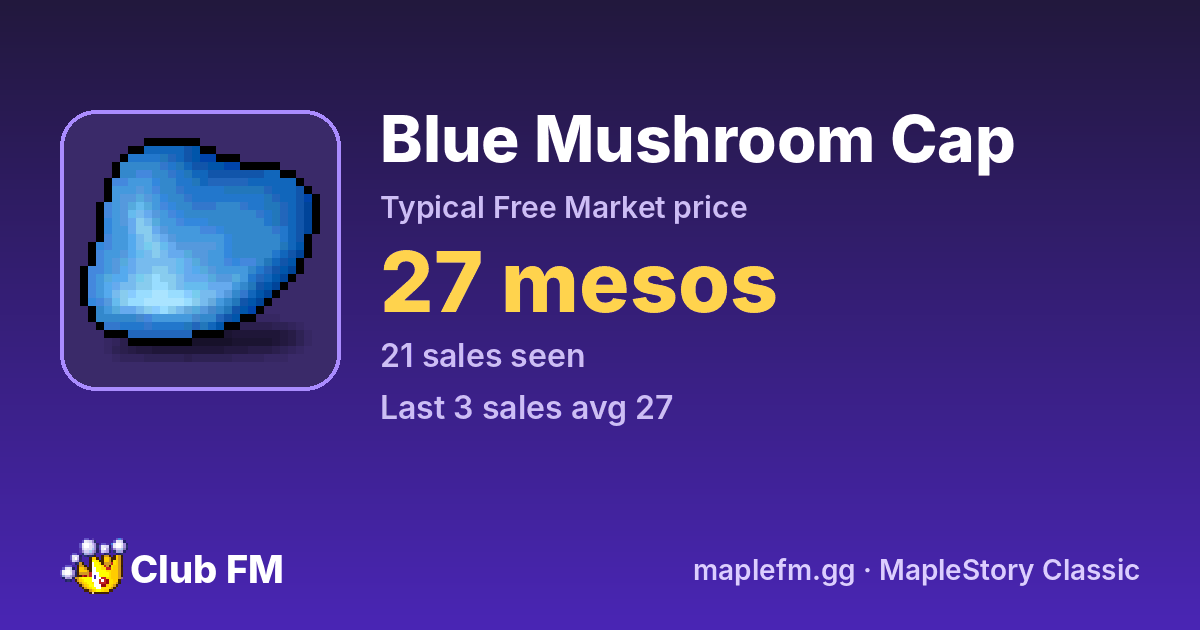 Blue Mushroom Cap
Typical Free Market price
27 mesos
21 sales seen
Last 3 sales avg 27
Club FM
maplefm.gg · MapleStory Classic